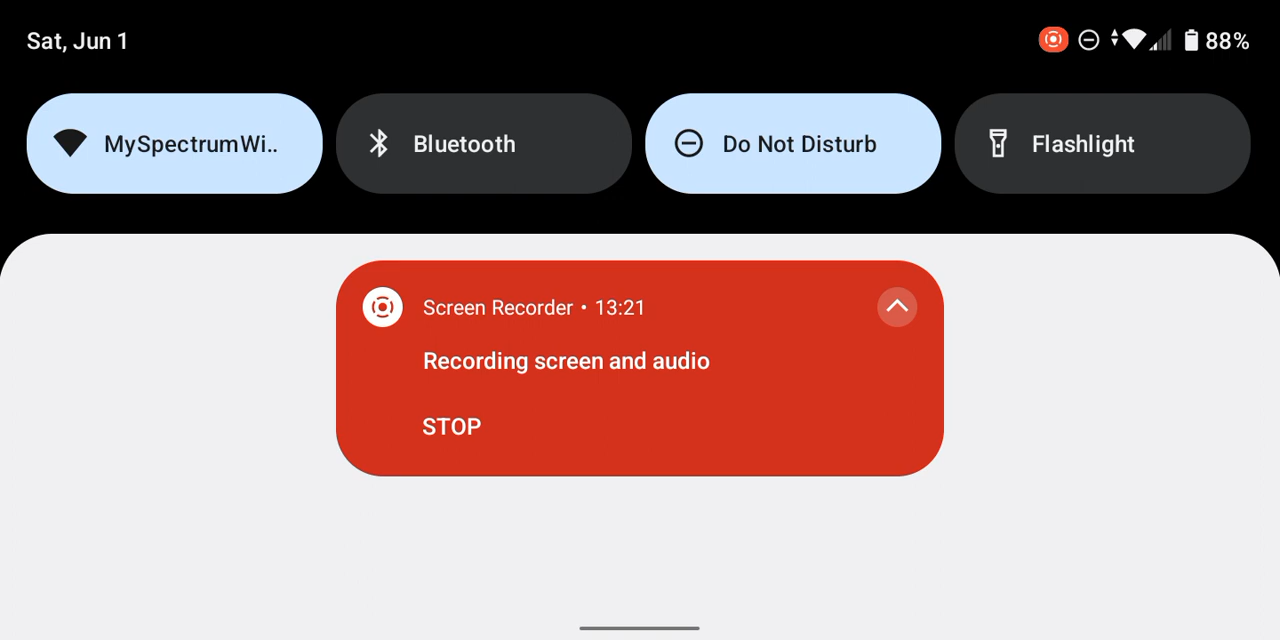 Sat, Jun 1
88%
MySpectrumWi..
Bluetooth
Do Not Disturb
Flashlight
Screen Recorder • 13:21
Recording screen and audio
STOP